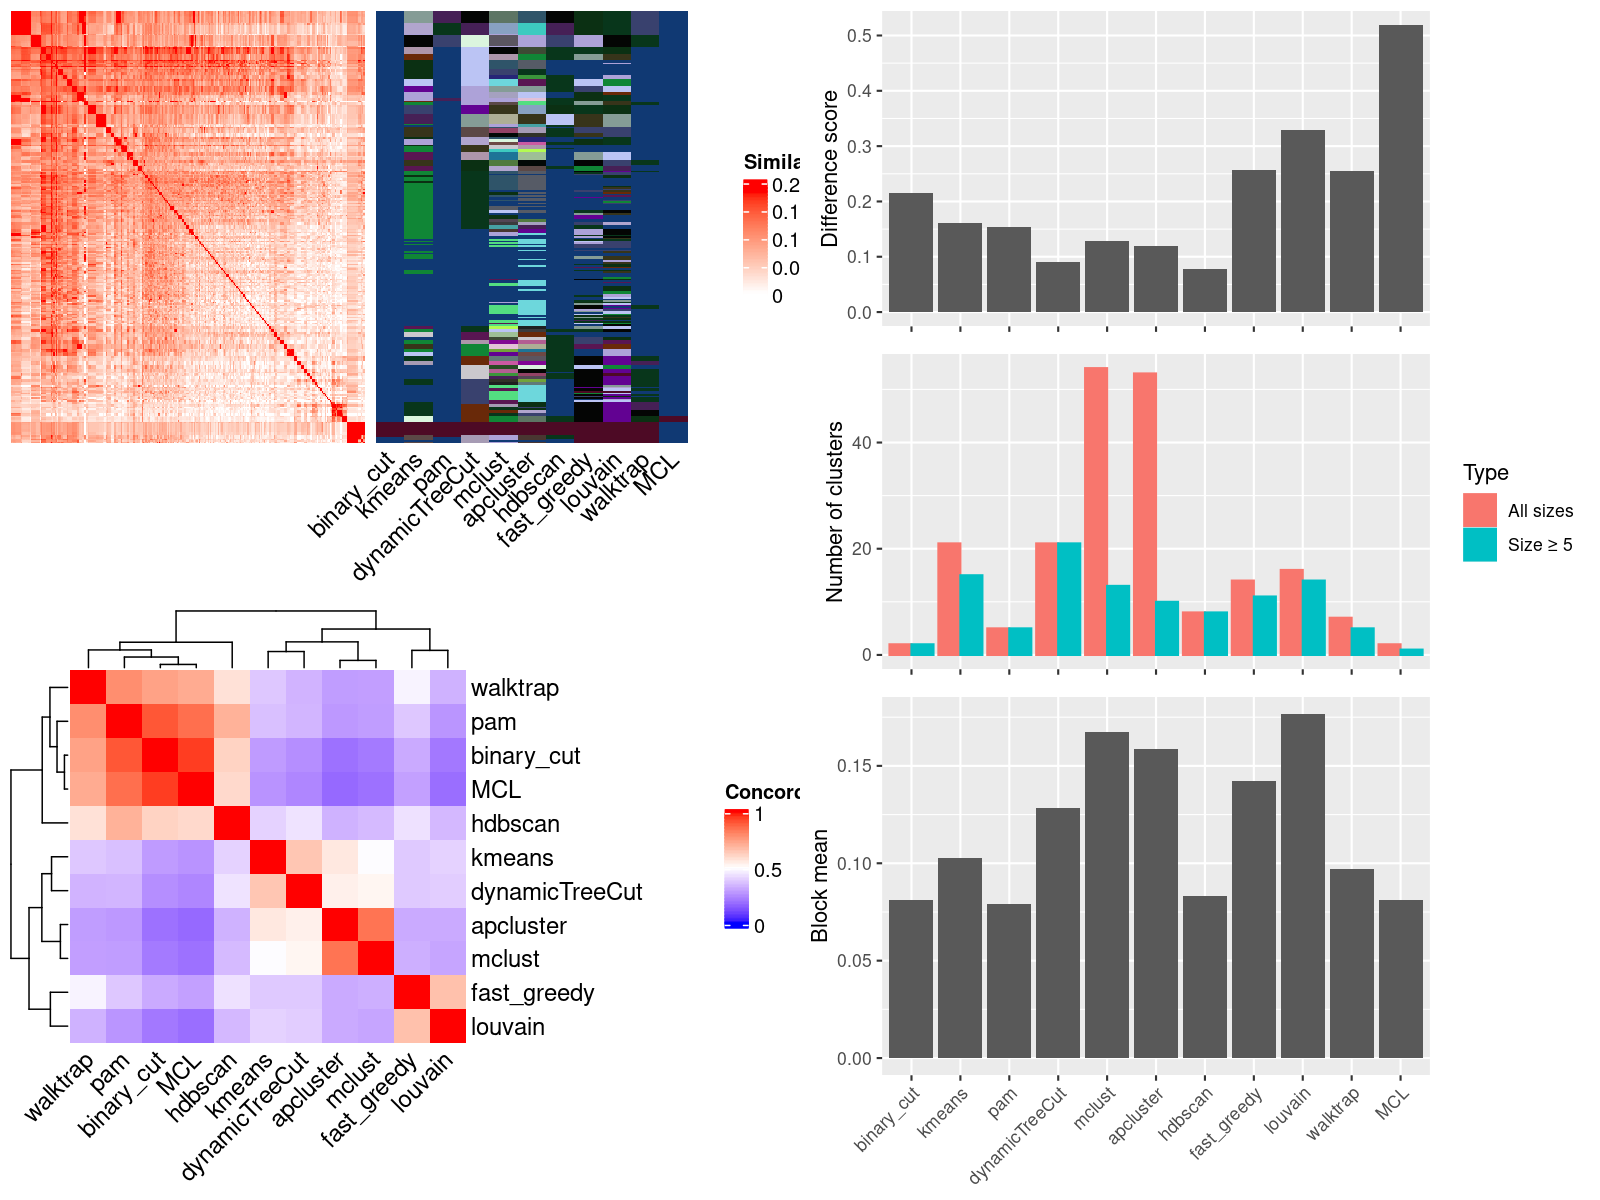 Simila
0.2
0.1
0.1
0.0
0
binary_cut
kmeans
pam
dynamicTreeCut
mclust
apcluster
hdbscan
fast_greedy
louvain
walktrap
MCL
walktrap
pam
binary_cut
MCL
hdbscan
kmeans
dynamicTreeCut
apcluster
mclust
fast_greedy
louvain
walktrap
pam
binary_cut
MCL
hdbscan
kmeans
dynamicTreeCut
apcluster
mclust
fast_greedy
louvain
Concord
1
0.5
0
Difference score
0.5
0.4
0.3
0.2
0.1
0.0
Number of clusters
40
20
0
Type
All sizes
Size ≥ 5
Block mean
0.15
0.10
0.05
0.00
binary_cut
kmeans
pam
dynamicTreeCut
mclust
apcluster
hdbscan
fast_greedy
louvain
walktrap
MCL